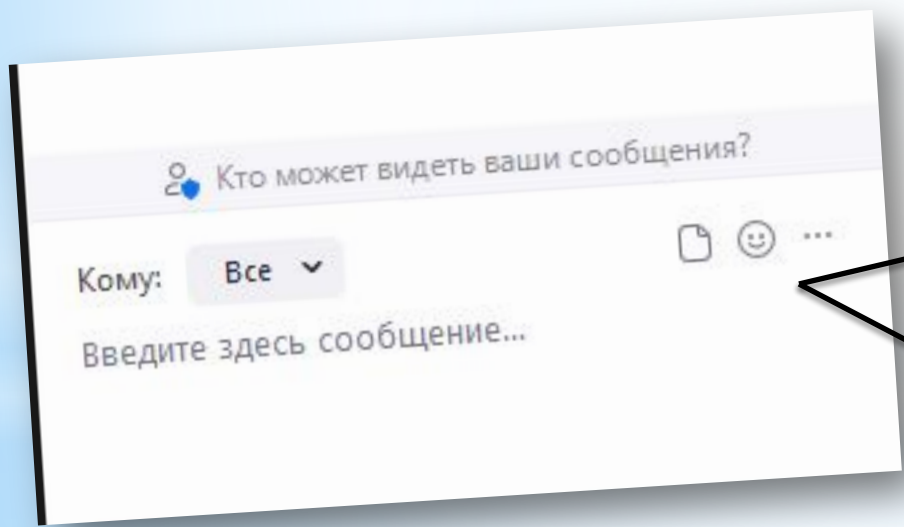 Кто может видеть ваши сообщения?
Кому: Все
Введите здесь сообщение...